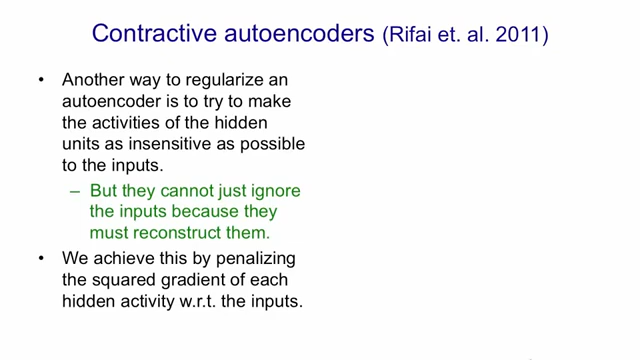 Contractive autoencoders (Rifai et. al. 2011)
• Another way to regularize an
autoencoder is to try to make
the activities of the hidden
units as insensitive as possible
to the inputs.
– But they cannot just ignore
the inputs because they
must reconstruct them.
• We achieve this by penalizing
the squared gradient of each
hidden activity w.r.t. the inputs.